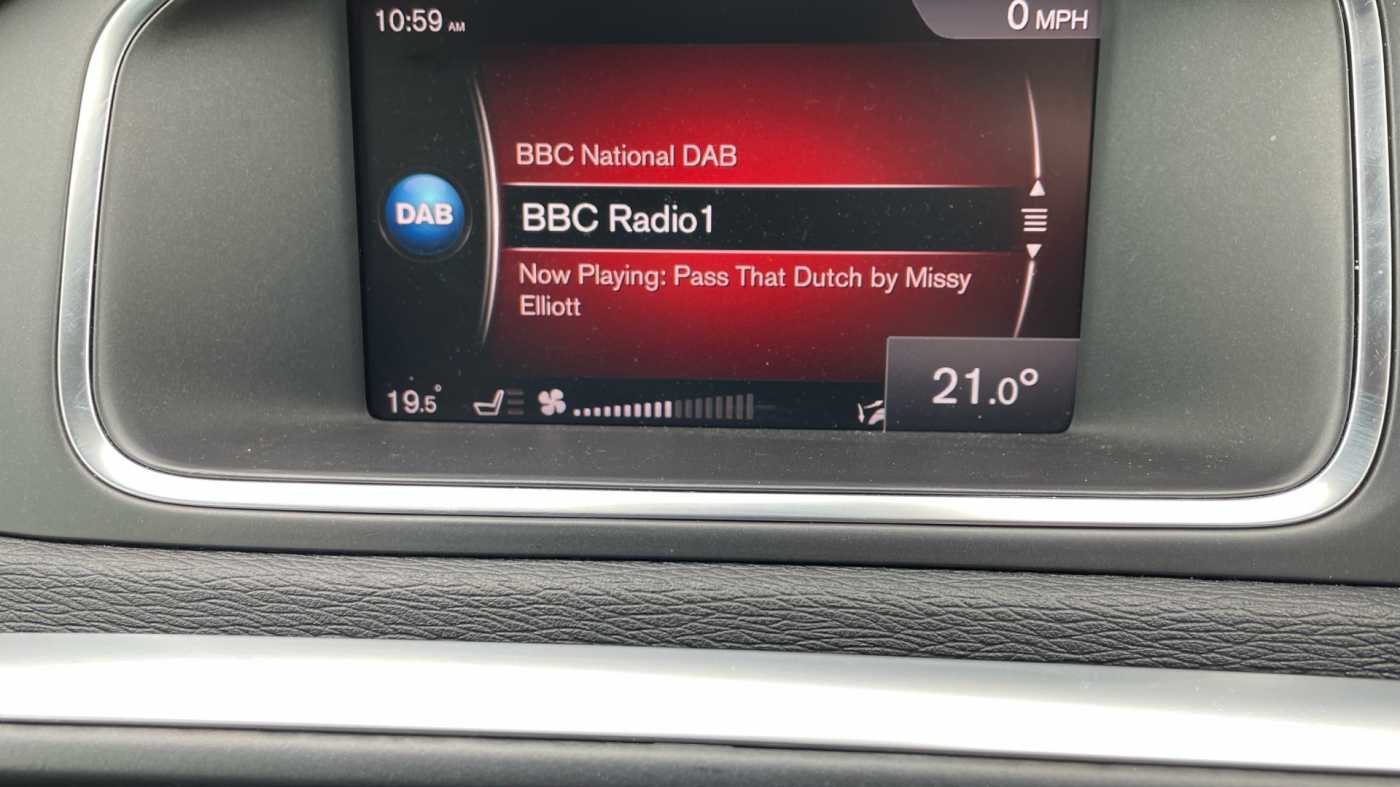 10:59 AM
0 MPH
BBC National DAB
DAB
BBC Radio1
Now Playing: Pass That Dutch by Missy
Elliott
19.5°
21.0°